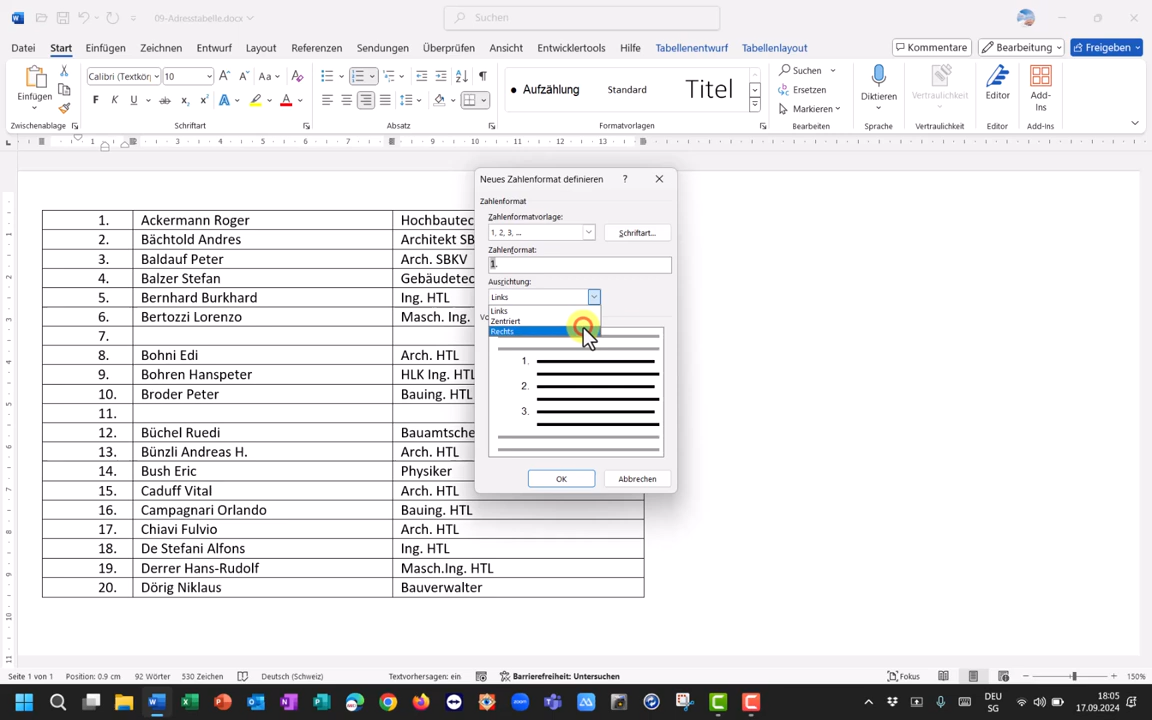 09-Adresstabelle.docx
Suchen
Datei
Start
Einfügen
Zeichnen
Entwurf
Layout
Referenzen
Sendungen
Überprüfen
Ansicht
Entwicklertools
Hilfe
Tabellenentwurf
Tabellenlayout
Kommentare
Bearbeitung
Freigeben
Einfügen
Calibri (Textkörp
10
F K U ab x₂ x²
Aufzählung
Standard
Titel
Suchen
Ersetzen
Markieren
Diktieren
Vertraulichkeit
Editor
Add-Ins
Zwischenablage
Schriftart
Absatz
Formatvorlagen
Bearbeiten
Sprache
Vertraulichkeit
Editor
Add-Ins
1. Ackermann Roger Hochbautec
2. Bächtold Andres Architekt SB
3. Baldauf Peter Arch. SBKV
4. Balzer Stefan Gebäudetec
5. Bernhard Burkhard Ing. HTL
6. Bertozzi Lorenzo Masch. Ing.
7.
8. Bohni Edi Arch. HTL
9. Bohren Hanspeter HLK Ing. HTL
10. Broder Peter Bauing. HTL
11.
12. Büchel Ruedi Bauamtsche
13. Bünzli Andreas H. Arch. HTL
14. Bush Eric Physiker
15. Caduff Vital Arch. HTL
16. Campagnari Orlando Bauing. HTL
17. Chiavi Fulvio Arch. HTL
18. De Stefani Alfons Ing. HTL
19. Derrer Hans-Rudolf Masch.Ing. HTL
20. Dörig Niklaus Bauverwalter
Neues Zahlenformat definieren
Zahlenformat
Zahlenformatvorlage:
1, 2, 3, ...
Schriftart...
Zahlenformat:
1.
Ausrichtung:
Links
Links
Zentriert
Rechts
Vo
1.
2.
3.
OK
Abbrechen
Seite 1 von 1
Position: 0.9 cm
92 Wörter
530 Zeichen
Deutsch (Schweiz)
Textvorhersagen: ein
Barrierefreiheit: Untersuchen
Fokus
150%
DEU
SG
18:05
17.09.2024